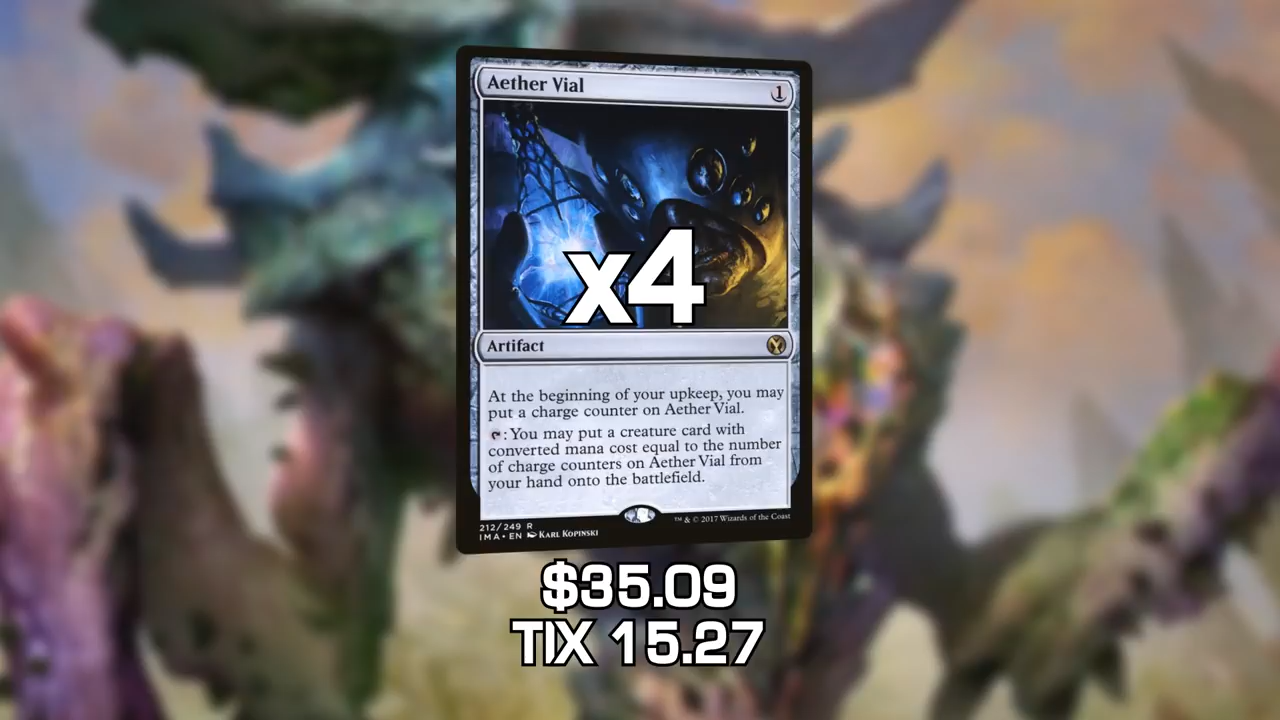 Aether Vial
1
x4
Artifact
At the beginning of your upkeep, you may
put a charge counter on Aether Vial.
: You may put a creature card with
converted mana cost equal to the number
of charge counters on Aether Vial from
your hand onto the battlefield.
212/249 R
IMA • EN KARL KOPINSKI
™ & © 2017 Wizards of the Coast
$35.09
TIX 15.27